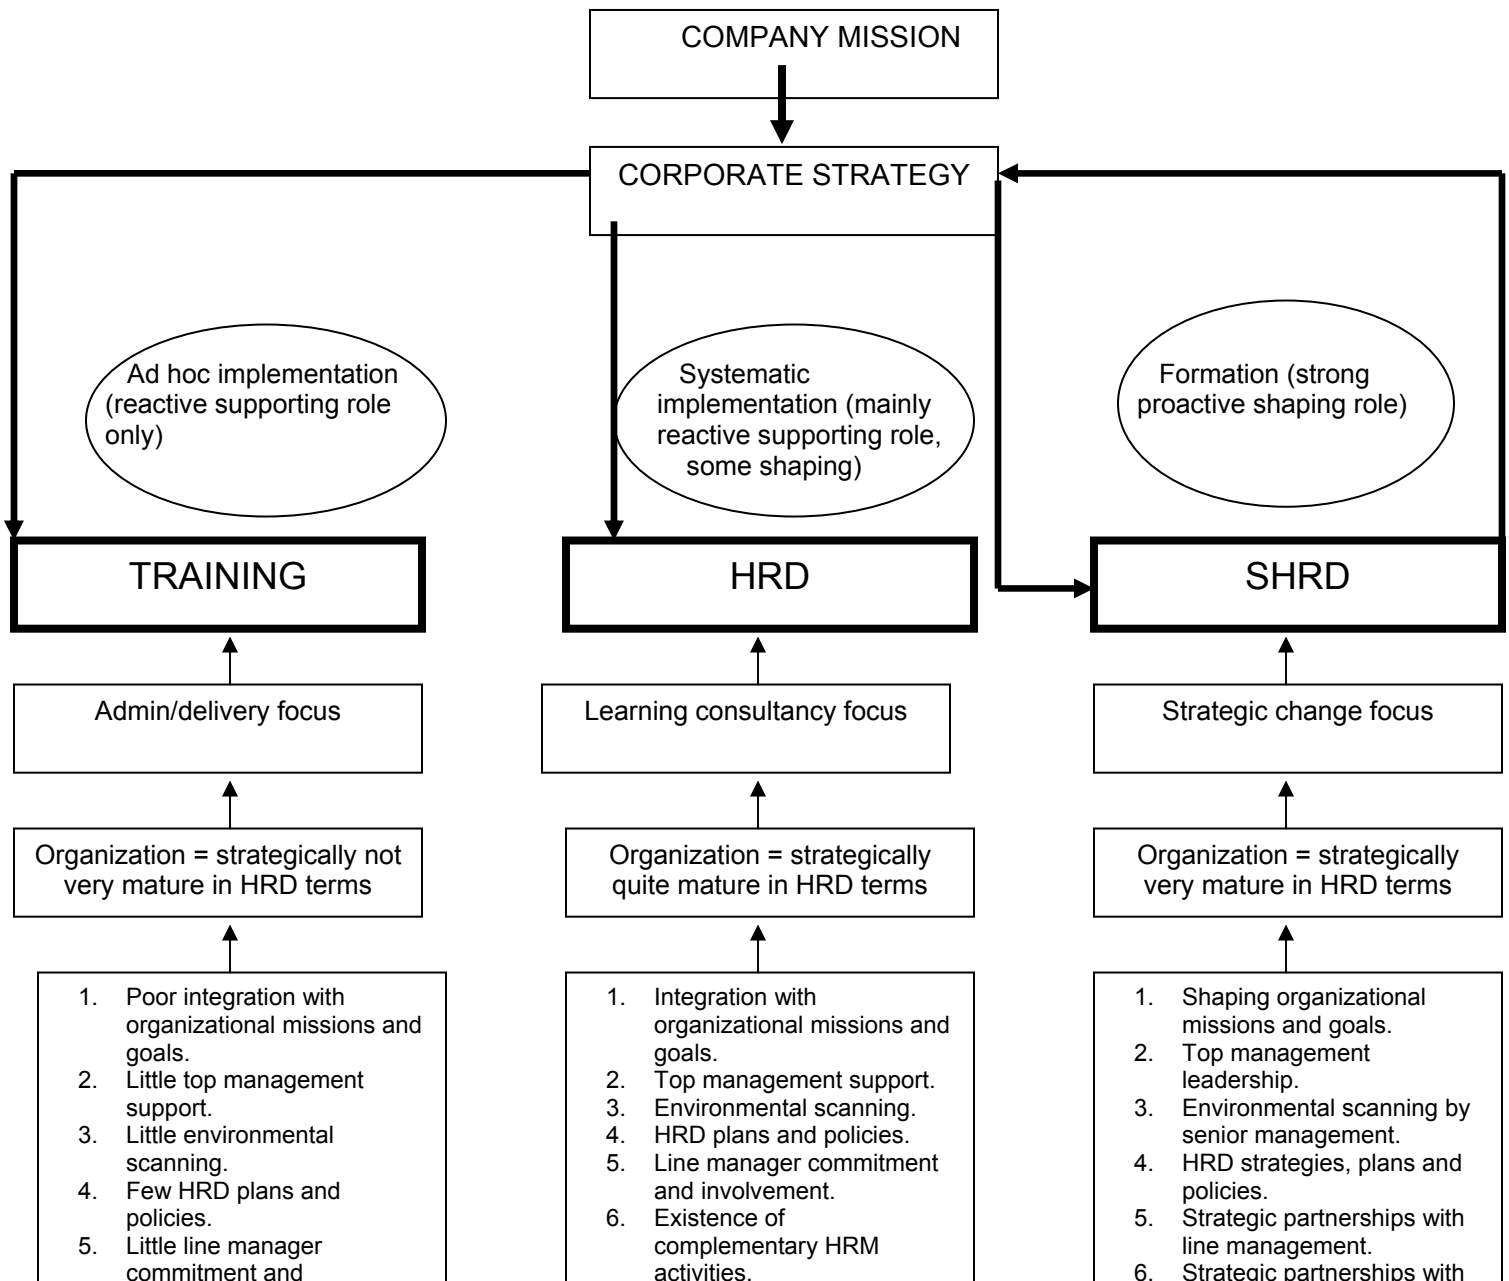 COMPANY MISSION
CORPORATE STRATEGY
Ad hoc implementation
(reactive supporting role
only)
Systematic
implementation (mainly
reactive supporting role,
some shaping)
Formation (strong
proactive shaping role)
TRAINING
HRD
SHRD
Admin/delivery focus
Learning consultancy focus
Strategic change focus
Organization = strategically not
very mature in HRD terms
Organization = strategically
quite mature in HRD terms
Organization = strategically
very mature in HRD terms
1. Poor integration with
organizational missions and
goals.
2. Little top management
support.
3. Little environmental
scanning.
4. Few HRD plans and
policies.
5. Little line manager
commitment and
1. Integration with
organizational missions and
goals.
2. Top management support.
3. Environmental scanning.
4. HRD plans and policies.
5. Line manager commitment
and involvement.
6. Existence of
complementary HRM
activities.
1. Shaping organizational
missions and goals.
2. Top management
leadership.
3. Environmental scanning by
senior management.
4. HRD strategies, plans and
policies.
5. Strategic partnerships with
line management.
6. Strategic partnerships with